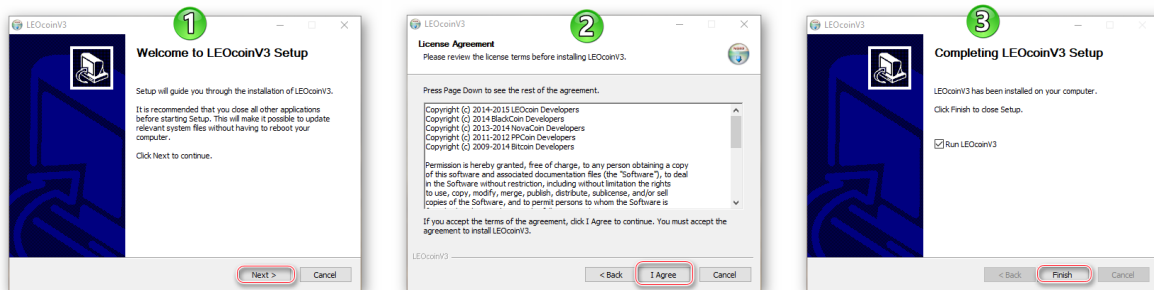 1
LEOcoinV3
Welcome to LEOcoinV3 Setup
Setup will guide you through the installation of LEOcoinV3.
It is recommended that you close all other applications
before starting Setup. This will make it possible to update
relevant system files without having to reboot your
computer.
Click Next to continue.
Next >
Cancel
2
LEOcoinV3
License Agreement
Please review the license terms before installing LEOcoinV3.
Press Page Down to see the rest of the agreement.
Copyright (c) 2014-2015 LEOcoin Developers
Copyright (c) 2014 BlackCoin Developers
Copyright (c) 2013-2014 NovaCoin Developers
Copyright (c) 2011-2012 PPCoin Developers
Copyright (c) 2009-2014 Bitcoin Developers
Permission is hereby granted, free of charge, to any person obtaining a copy
of this software and associated documentation files (the "Software"), to deal
in the Software without restriction, including without limitation the rights
to use, copy, modify, merge, publish, distribute, sublicense, and/or sell
copies of the Software, and to permit persons to whom the Software is
If you accept the terms of the agreement, click I Agree to continue. You must accept the
agreement to install LEOcoinV3.
LEOcoinV3
< Back
I Agree
Cancel
3
LEOcoinV3
Completing LEOcoinV3 Setup
LEOcoinV3 has been installed on your computer.
Click Finish to close Setup.
Run LEOcoinV3
< Back
Finish
Cancel